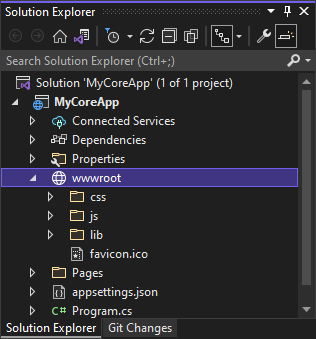 Solution Explorer
Search Solution Explorer (Ctrl+;)
Solution 'MyCoreApp' (1 of 1 project)
MyCoreApp
Connected Services
Dependencies
Properties
wwwroot
css
js
lib
favicon.ico
Pages
appsettings.json
C# Program.cs
Solution Explorer Git Changes